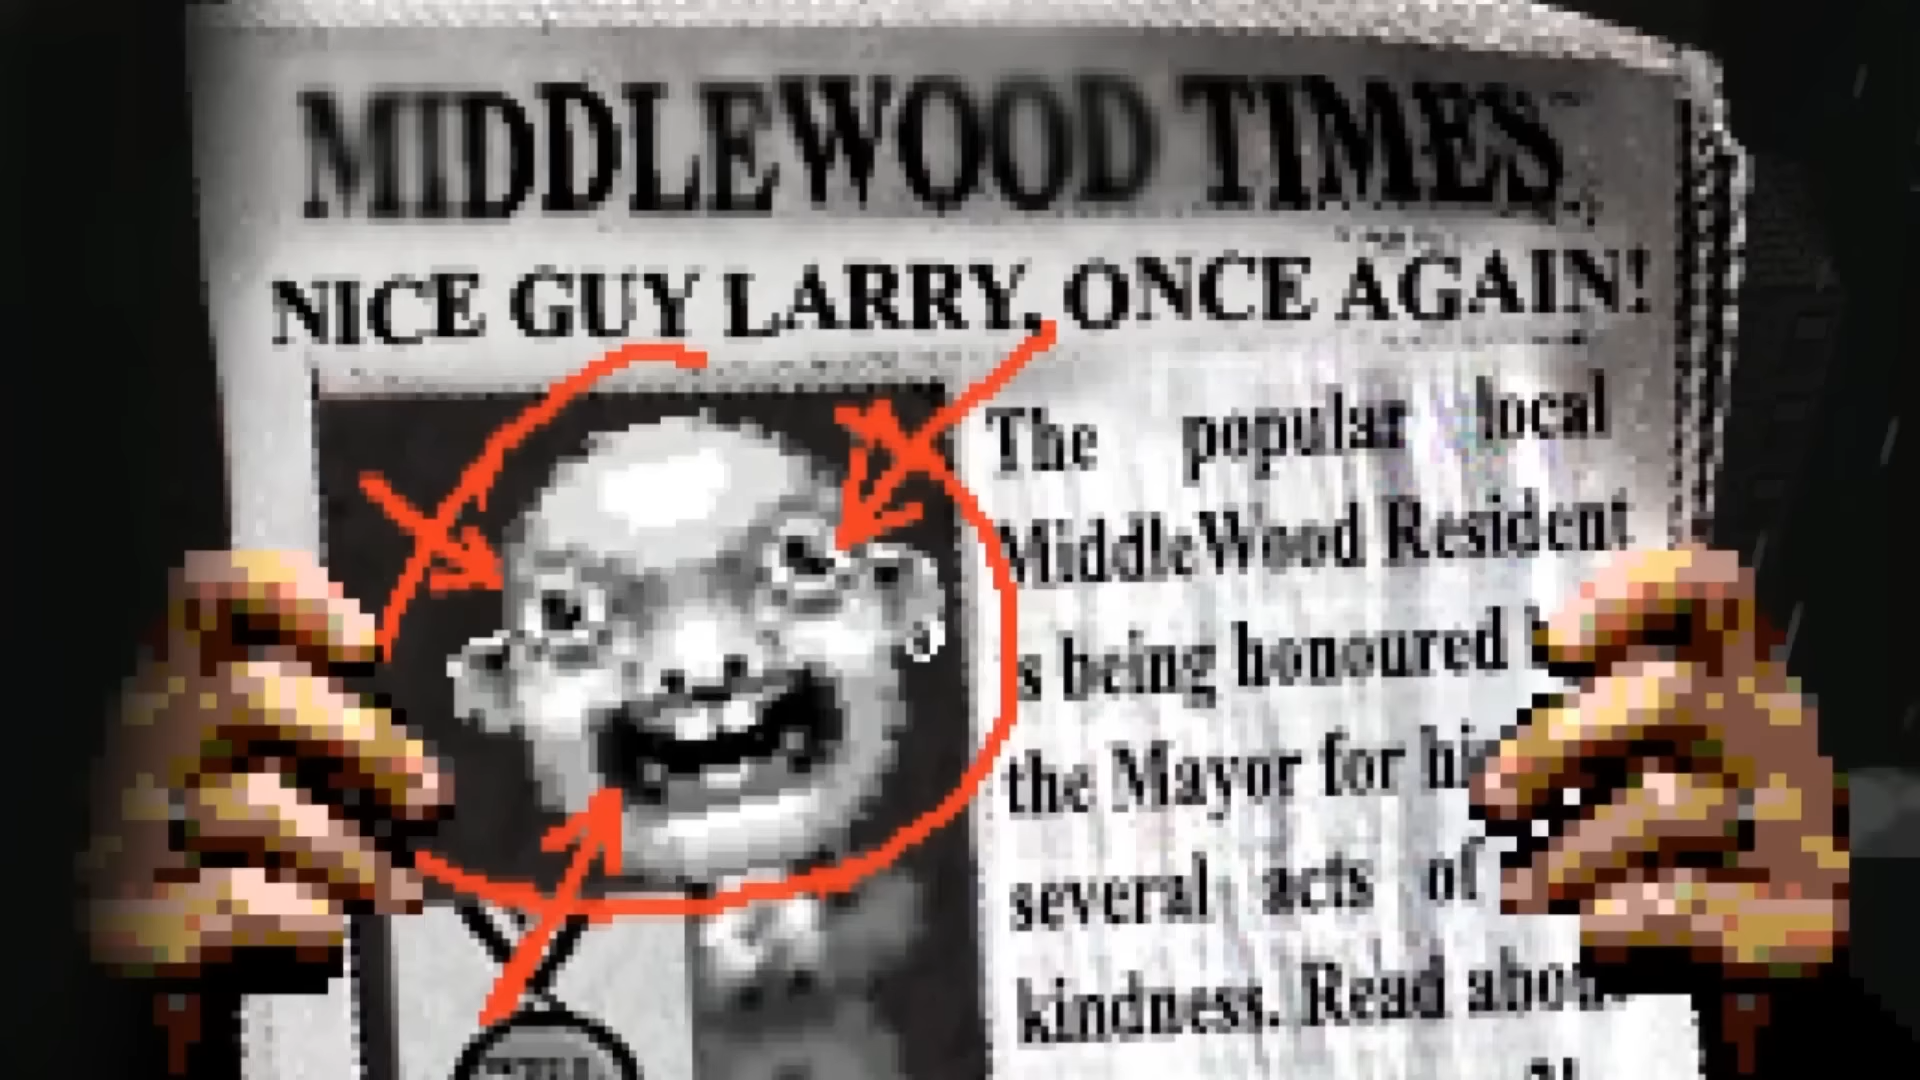 MIDDLEWOOD TIMES
NICE GUY LARRY, ONCE AGAIN!
The popular local
MiddleWood Resident
is being honoured
the Mayor for
several acts of
kindness. Read